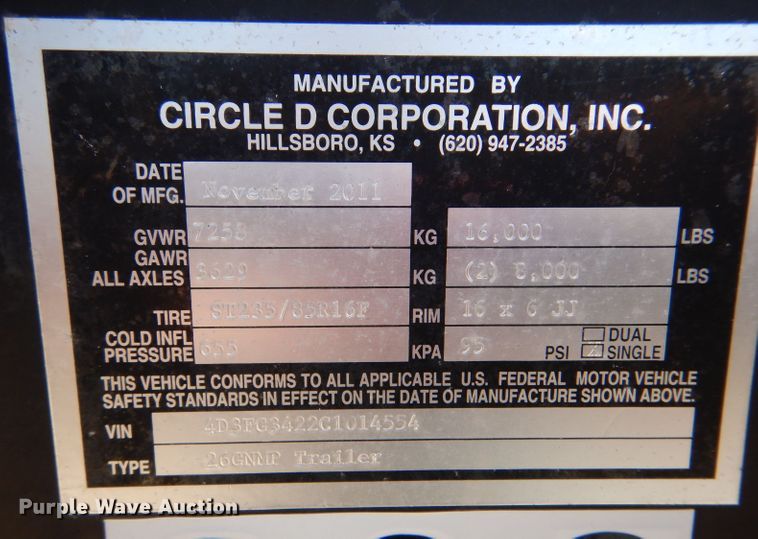 MANUFACTURED BY
CIRCLE D CORPORATION, INC.
HILLSBORO, KS • (620) 947-2385
DATE OF MFG. November 2011
GVWR 7258 KG 16,000 LBS
GAWR ALL AXLES 3629 KG (2) 8,000 LBS
TIRE ST235/85R16F RIM 16 x 6 JJ
COLD INFL PRESSURE 655 KPA 95 PSI DUAL SINGLE
THIS VEHICLE CONFORMS TO ALL APPLICABLE U.S. FEDERAL MOTOR VEHICLE
SAFETY STANDARDS IN EFFECT ON THE DATE OF MANUFACTURE SHOWN ABOVE.
VIN 4D3FG3422C1014554
TYPE 26GNMP Trailer
Purple Wave Auction